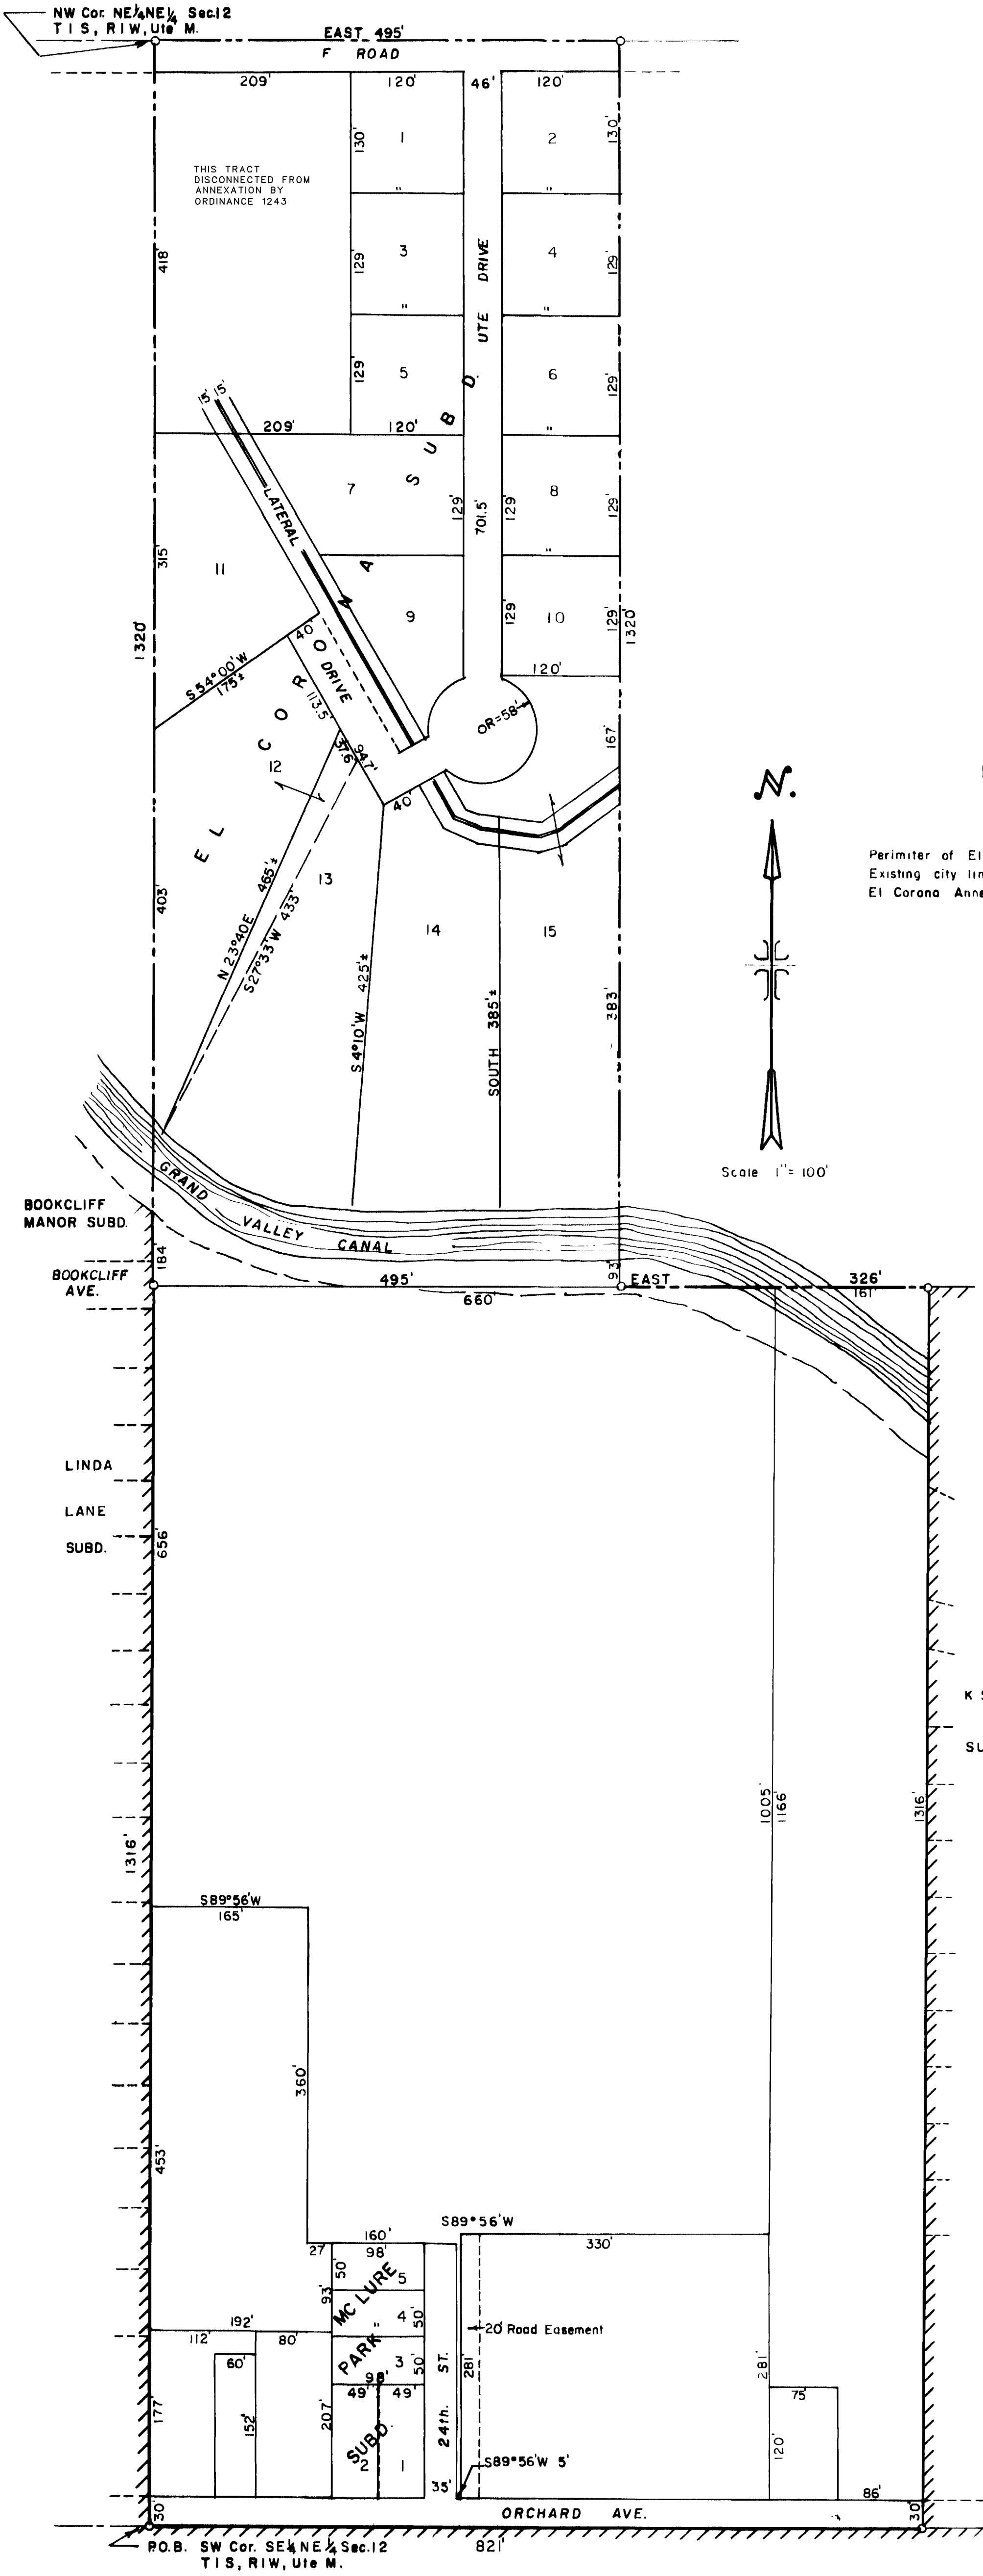 NW Cor. NE¼NE¼ Sec.12
T1S, R1W, Ute M.
EAST 495'
F ROAD
209'
120'
46'
120'
130'
1
2
130'
THIS TRACT
DISCONNECTED FROM
ANNEXATION BY
ORDINANCE 1243
"
"
418'
129'
3
UTE DRIVE
4
129'
"
"
129'
5
6
129'
15' 15'
209'
120'
"
EL CORONA SUBD.
LATERAL
7
129'
701.5'
129'
8
129'
315'
11
"
9
129'
10
129'
1320'
1320'
40'
O DRIVE
120'
S 54°00'W
175'±
113.5'
OR=58'
167'
12
37.6'
94.7'
40'
N.
Perimiter of El
Existing city lin
El Corona Anne
403'
N 23°40E 465'±
S27°33'W 433'
13
14
15
S 4°10'W 425'±
SOUTH 385'±
383'
Scale 1"= 100'
GRAND VALLEY CANAL
BOOKCLIFF
MANOR SUBD.
184'
BOOKCLIFF
AVE.
495'
93'
EAST
326'
660'
161'
LINDA
LANE
SUBD.
656'
K S
SU
1316'
1005'
1166'
1316'
S89°56'W
165'
360'
453'
S89°56'W
160'
330'
27'
98'
50'
5
MC LURE PARK SUBD.
93'
4
50'
"
192'
20' Road Easement
112'
80'
60'
3
50'
ST.
281'
281'
98'
49'
49'
75'
177'
152'
207'
24th.
120'
2
1
S89°56'W 5'
35'
86'
30'
ORCHARD AVE.
30'
P.O.B. SW Cor. SE¼NE¼ Sec.12
T1S, R1W, Ute M.
821'